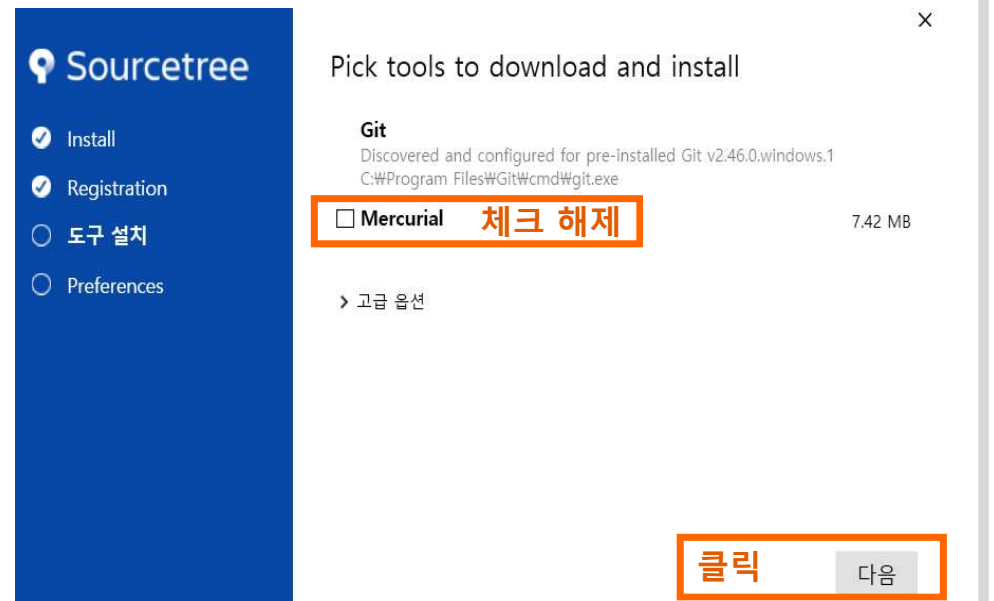 Sourcetree
Install
Registration
도구 설치
Preferences
Pick tools to download and install
Git
Discovered and configured for pre-installed Git v2.46.0.windows.1
C:₩Program Files₩Git₩cmd₩git.exe
Mercurial 체크 해제 7.42 MB
고급 옵션
클릭 다음